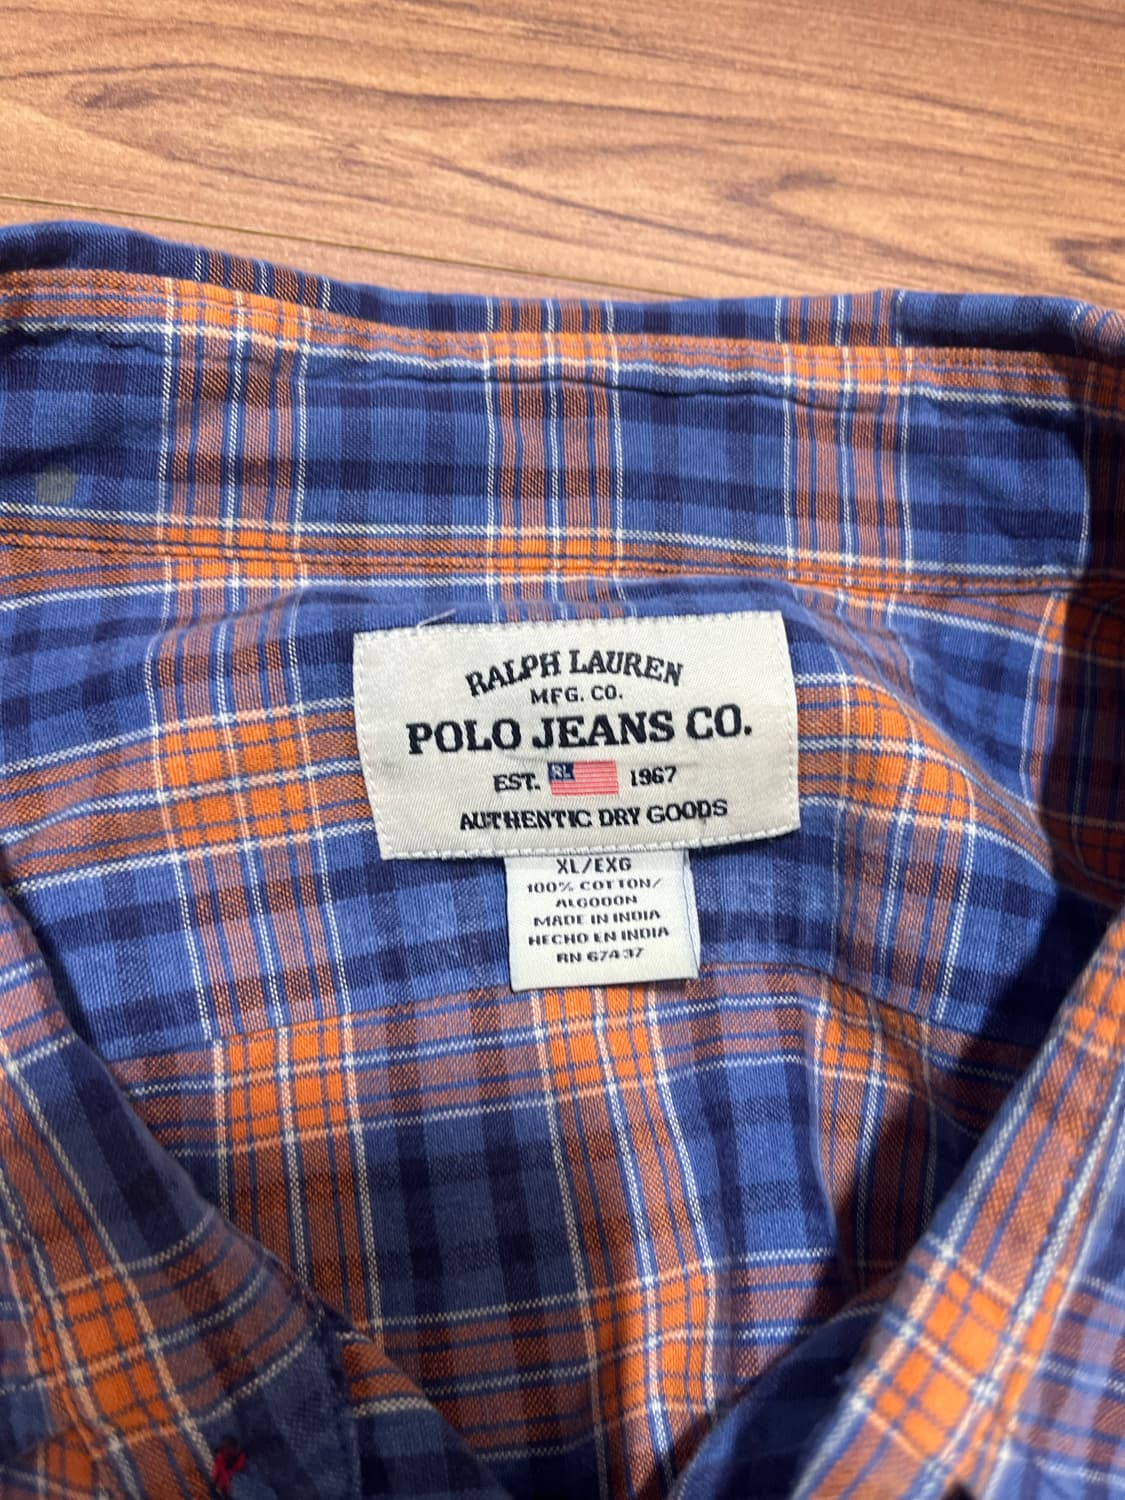 RALPH LAUREN
MFG. CO.
POLO JEANS CO.
EST. RL 1967
AUTHENTIC DRY GOODS
XL/EXG
100% COTTON/
ALGODON
MADE IN INDIA
HECHO EN INDIA
RN 67437